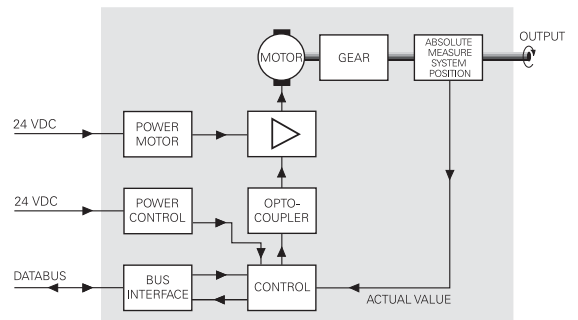 OUTPUT
MOTOR
GEAR
ABSOLUTE
MEASURE
SYSTEM
POSITION
24 VDC
POWER
MOTOR
24 VDC
POWER
CONTROL
OPTO-
COUPLER
DATABUS
BUS
INTERFACE
CONTROL
ACTUAL VALUE